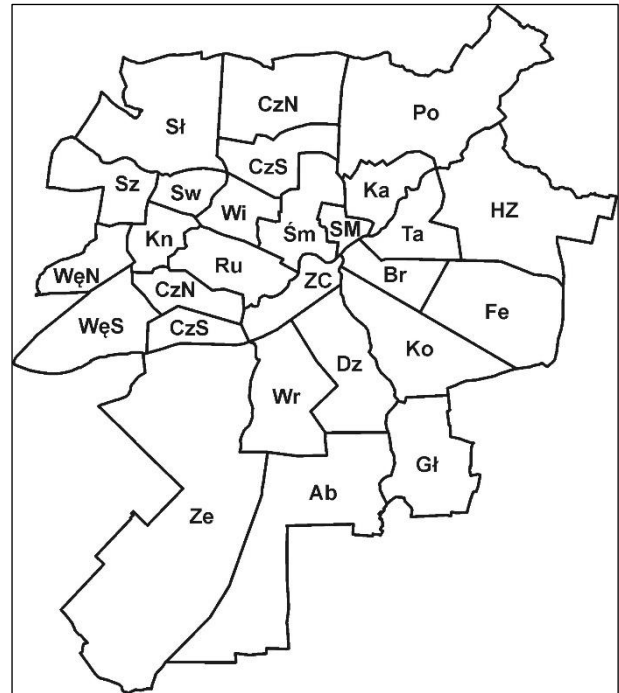 CzN
Po
Sł
CzS
Sz
Sw
Ka
Wi
HZ
Śm
SM
Ta
Kn
Ru
ZC
Br
WęN
CzN
Fe
WęS
CzS
Ko
Dz
Wr
Gł
Ab
Ze